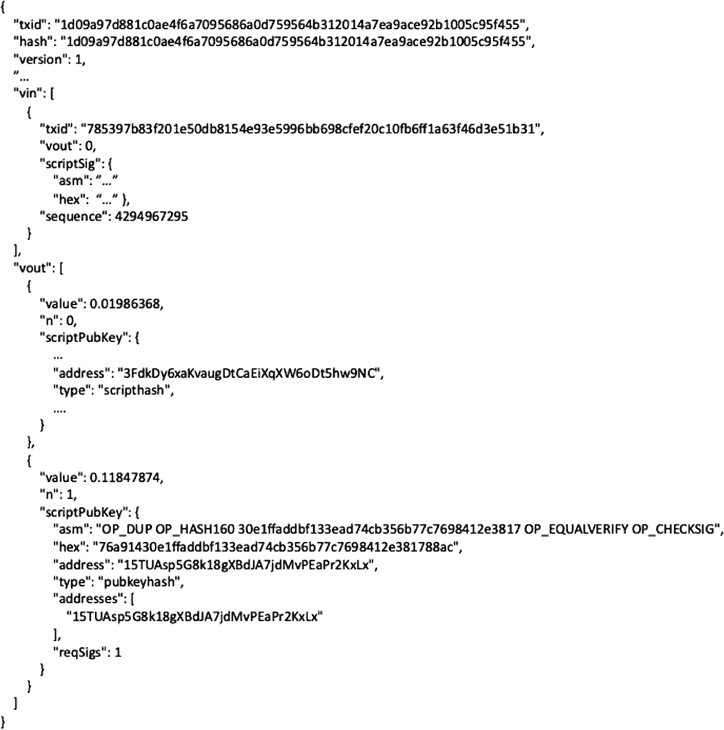 {
"txid": "1d09a97d881c0ae4f6a7095686a0d759564b312014a7ea9ace92b1005c95f455",
"hash": "1d09a97d881c0ae4f6a7095686a0d759564b312014a7ea9ace92b1005c95f455",
"version": 1,
”…
"vin": [
{
"txid": "785397b83f201e50db8154e93e5996bb698cfef20c10fb6ff1a63f46d3e51b31",
"vout": 0,
"scriptSig": {
"asm": ”…”
"hex": “…” },
"sequence": 4294967295
}
],
"vout": [
{
"value": 0.01986368,
"n": 0,
"scriptPubKey": {
…
"address": "3FdkDy6xaKvaugDtCaEiXqXW6oDt5hw9NC",
"type": "scripthash",
….
}
},
{
"value": 0.11847874,
"n": 1,
"scriptPubKey": {
"asm": "OP_DUP OP_HASH160 30e1ffaddbf133ead74cb356b77c7698412e3817 OP_EQUALVERIFY OP_CHECKSIG",
"hex": "76a91430e1ffaddbf133ead74cb356b77c7698412e381788ac",
"address": "15TUAsp5G8k18gXBdJA7jdMvPEaPr2KxLx",
"type": "pubkeyhash",
"addresses": [
"15TUAsp5G8k18gXBdJA7jdMvPEaPr2KxLx"
],
"reqSigs": 1
}
}
]
}